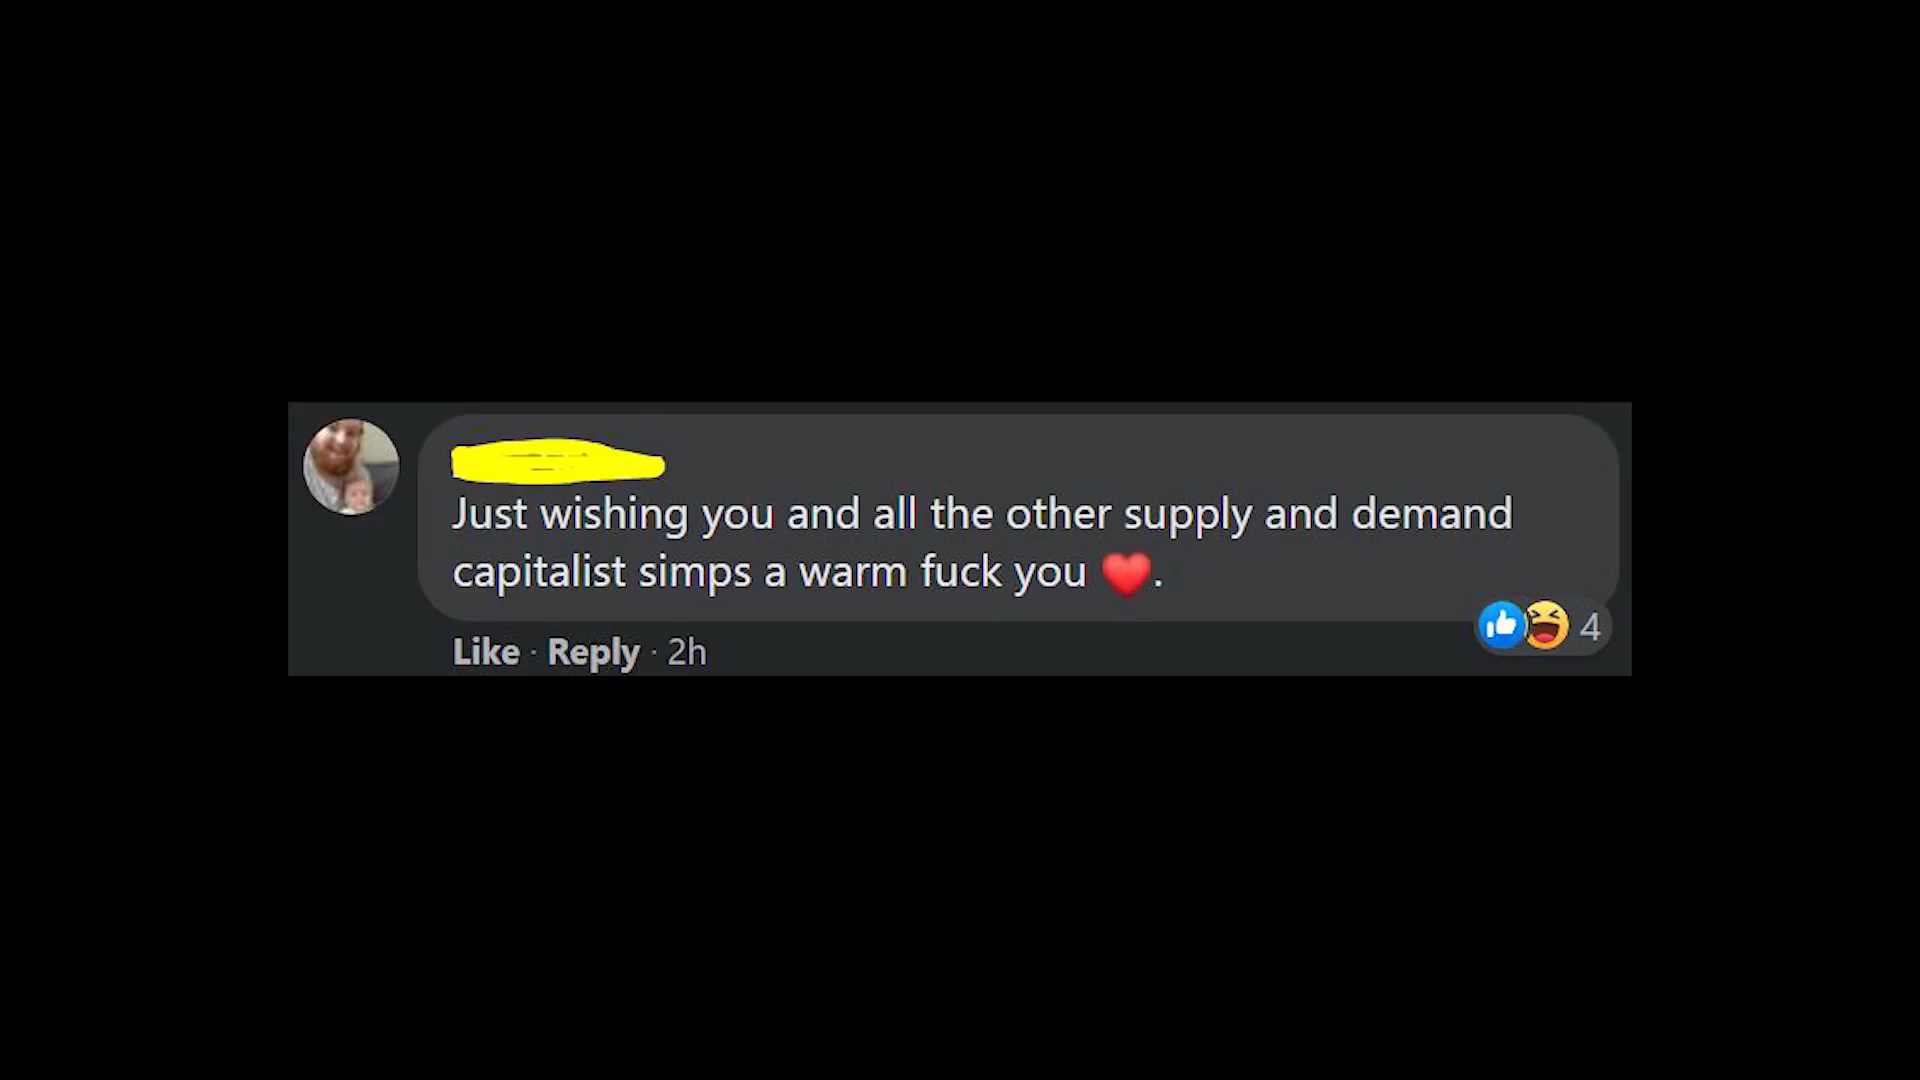 Just wishing you and all the other supply and demand
capitalist simps a warm fuck you ❤️.
Like · Reply · 2h
4